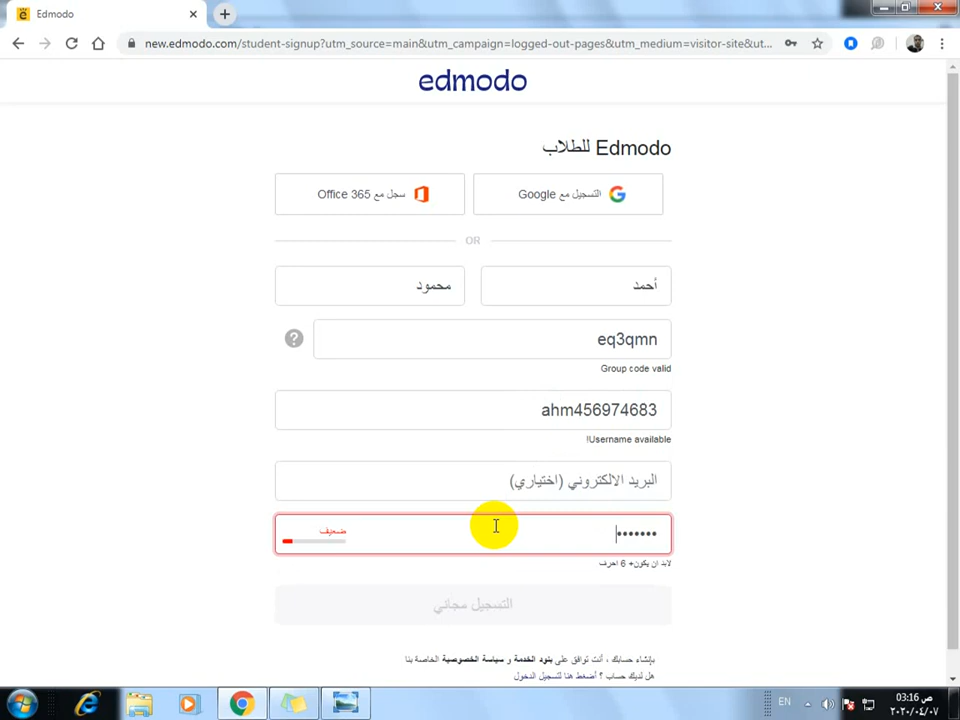 Edmodo
new.edmodo.com/student-signup?utm_source=main&utm_campaign=logged-out-pages&utm_medium=visitor-site&ut...
edmodo
Edmodo للطلاب
التسجيل مع Google
سجل مع Office 365
OR
أحمد
محمود
eq3qmn
?
Group code valid
ahm456974683
!Username available
البريد الالكتروني (اختياري)
•••••••
ضعيف
لابد ان يكون+ 6 احرف
التسجيل مجاني
بإنشاء حسابك ، أنت توافق على بنود الخدمة و سياسة الخصوصية الخاصة بنا
هل لديك حساب ؟ أضغط هنا لتسجيل الدخول
EN
03:16 ص
٢٠٢٠/٠٤/٠٧